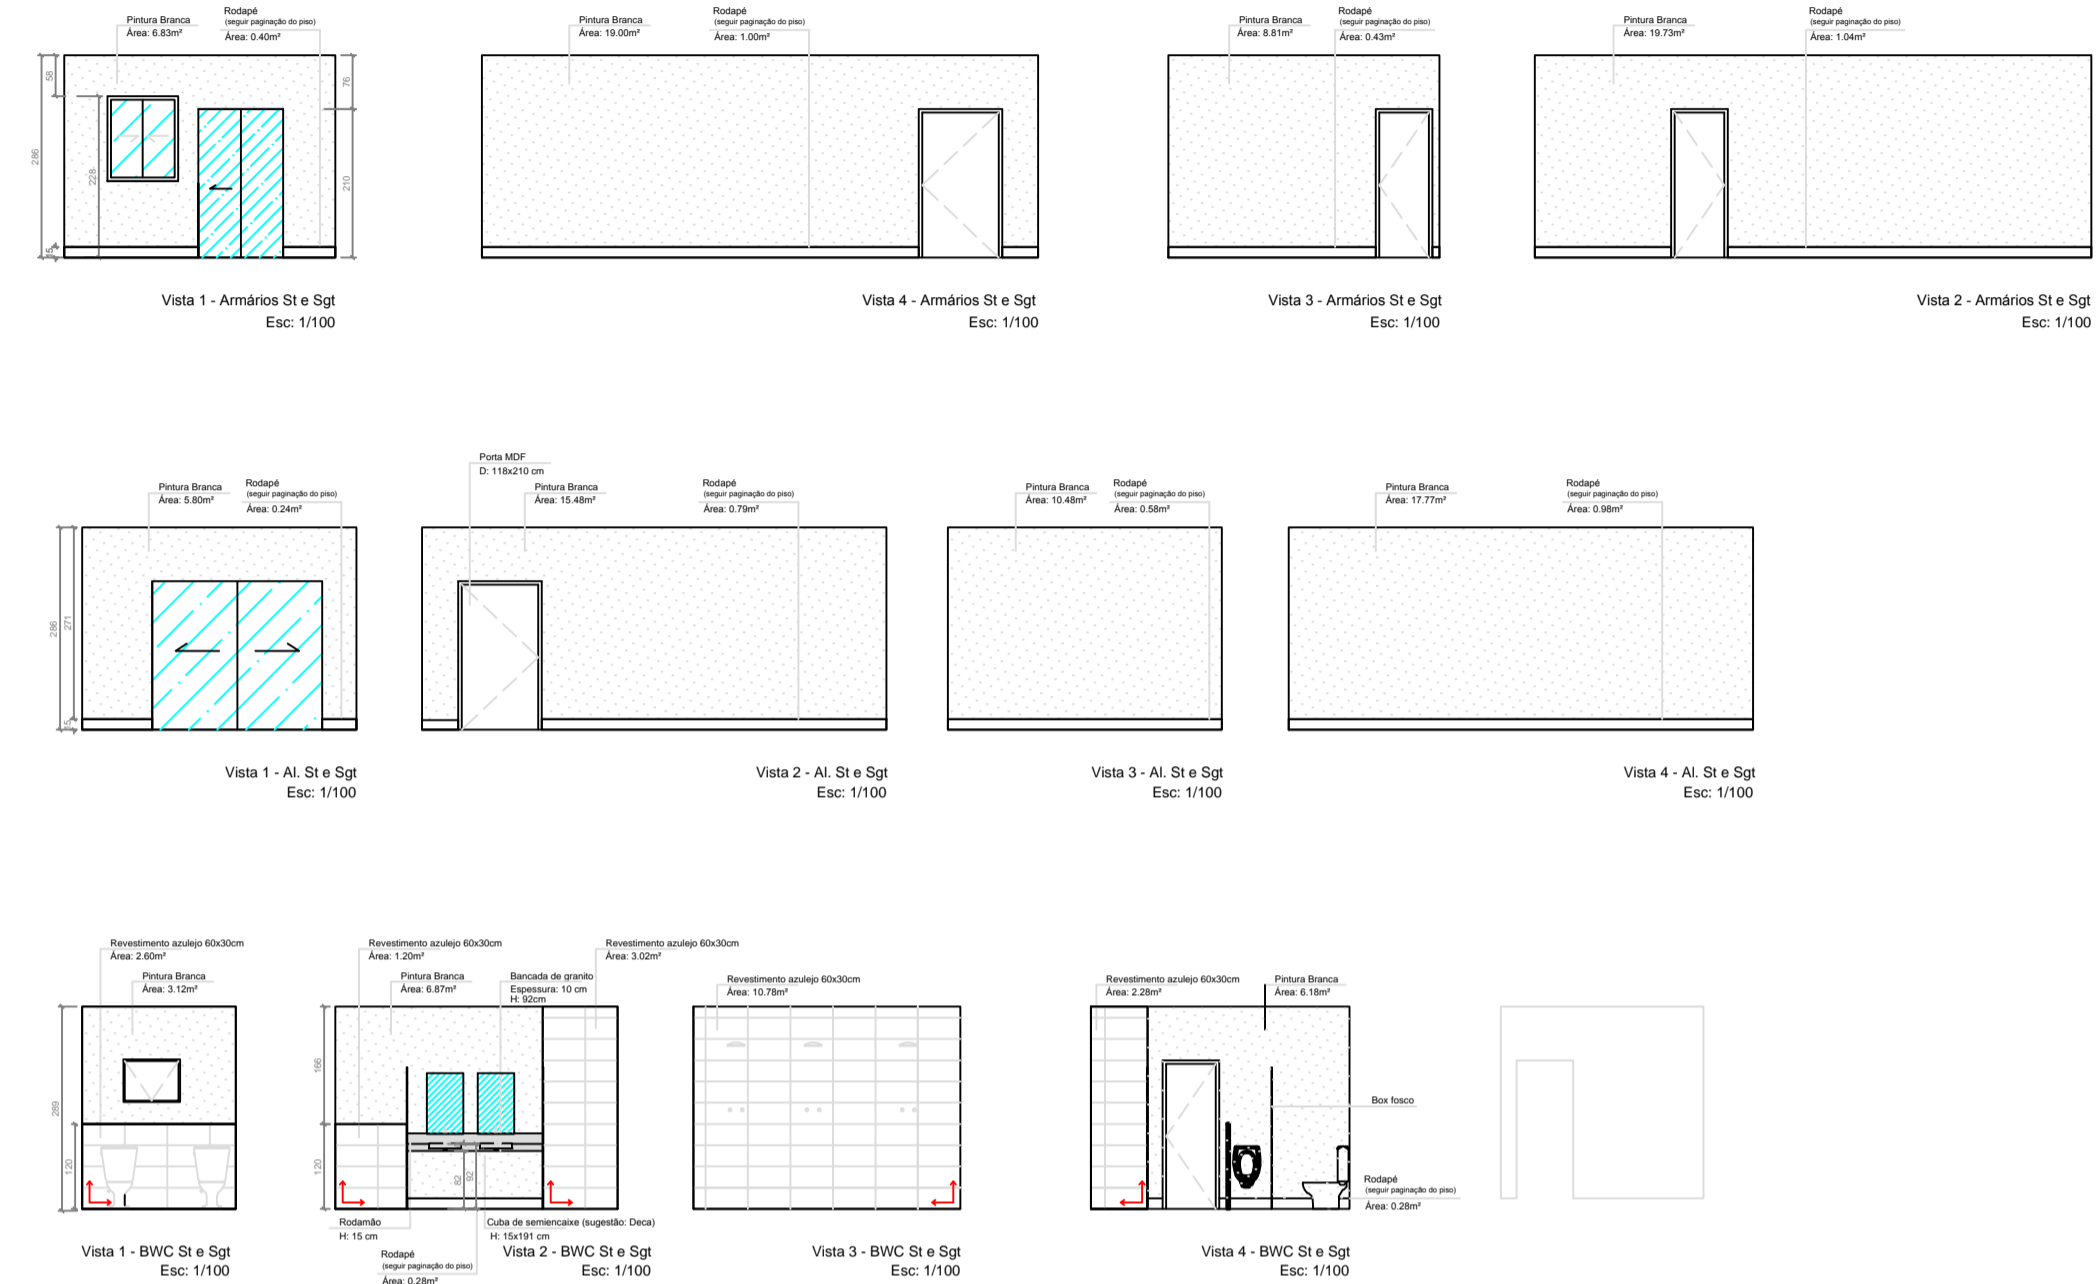 Pintura Branca
Área: 6.83m²
Rodapé
(seguir paginação do piso)
Área: 0.40m²
58
286
228
15
76
210
Vista 1 - Armários St e Sgt
Esc: 1/100
Pintura Branca
Área: 19.00m²
Rodapé
(seguir paginação do piso)
Área: 1.00m²
Vista 4 - Armários St e Sgt
Esc: 1/100
Pintura Branca
Área: 8.81m²
Rodapé
(seguir paginação do piso)
Área: 0.43m²
Vista 3 - Armários St e Sgt
Esc: 1/100
Pintura Branca
Área: 19.73m²
Rodapé
(seguir paginação do piso)
Área: 1.04m²
Vista 2 - Armários St e Sgt
Esc: 1/100
Pintura Branca
Área: 5.80m²
Rodapé
(seguir paginação do piso)
Área: 0.24m²
286
271
15
Vista 1 - Al. St e Sgt
Esc: 1/100
Porta MDF
D: 118x210 cm
Pintura Branca
Área: 15.48m²
Rodapé
(seguir paginação do piso)
Área: 0.79m²
Vista 2 - Al. St e Sgt
Esc: 1/100
Pintura Branca
Área: 10.48m²
Rodapé
(seguir paginação do piso)
Área: 0.58m²
Vista 3 - Al. St e Sgt
Esc: 1/100
Pintura Branca
Área: 17.77m²
Rodapé
(seguir paginação do piso)
Área: 0.98m²
Vista 4 - Al. St e Sgt
Esc: 1/100
Revestimento azulejo 60x30cm
Área: 2.60m²
Pintura Branca
Área: 3.12m²
289
120
Vista 1 - BWC St e Sgt
Esc: 1/100
Revestimento azulejo 60x30cm
Área: 1.20m²
Pintura Branca
Área: 6.87m²
Bancada de granito
Espessura: 10 cm
H: 92cm
Revestimento azulejo 60x30cm
Área: 3.02m²
166
120
82
92
Rodamão
H: 15 cm
Cuba de semiencaixe (sugestão: Deca)
H: 15x191 cm
Rodapé
(seguir paginação do piso)
Área: 0.28m²
Vista 2 - BWC St e Sgt
Esc: 1/100
Revestimento azulejo 60x30cm
Área: 10.78m²
Vista 3 - BWC St e Sgt
Esc: 1/100
Revestimento azulejo 60x30cm
Área: 2.28m²
Pintura Branca
Área: 6.18m²
Box fosco
Rodapé
(seguir paginação do piso)
Área: 0.28m²
Vista 4 - BWC St e Sgt
Esc: 1/100